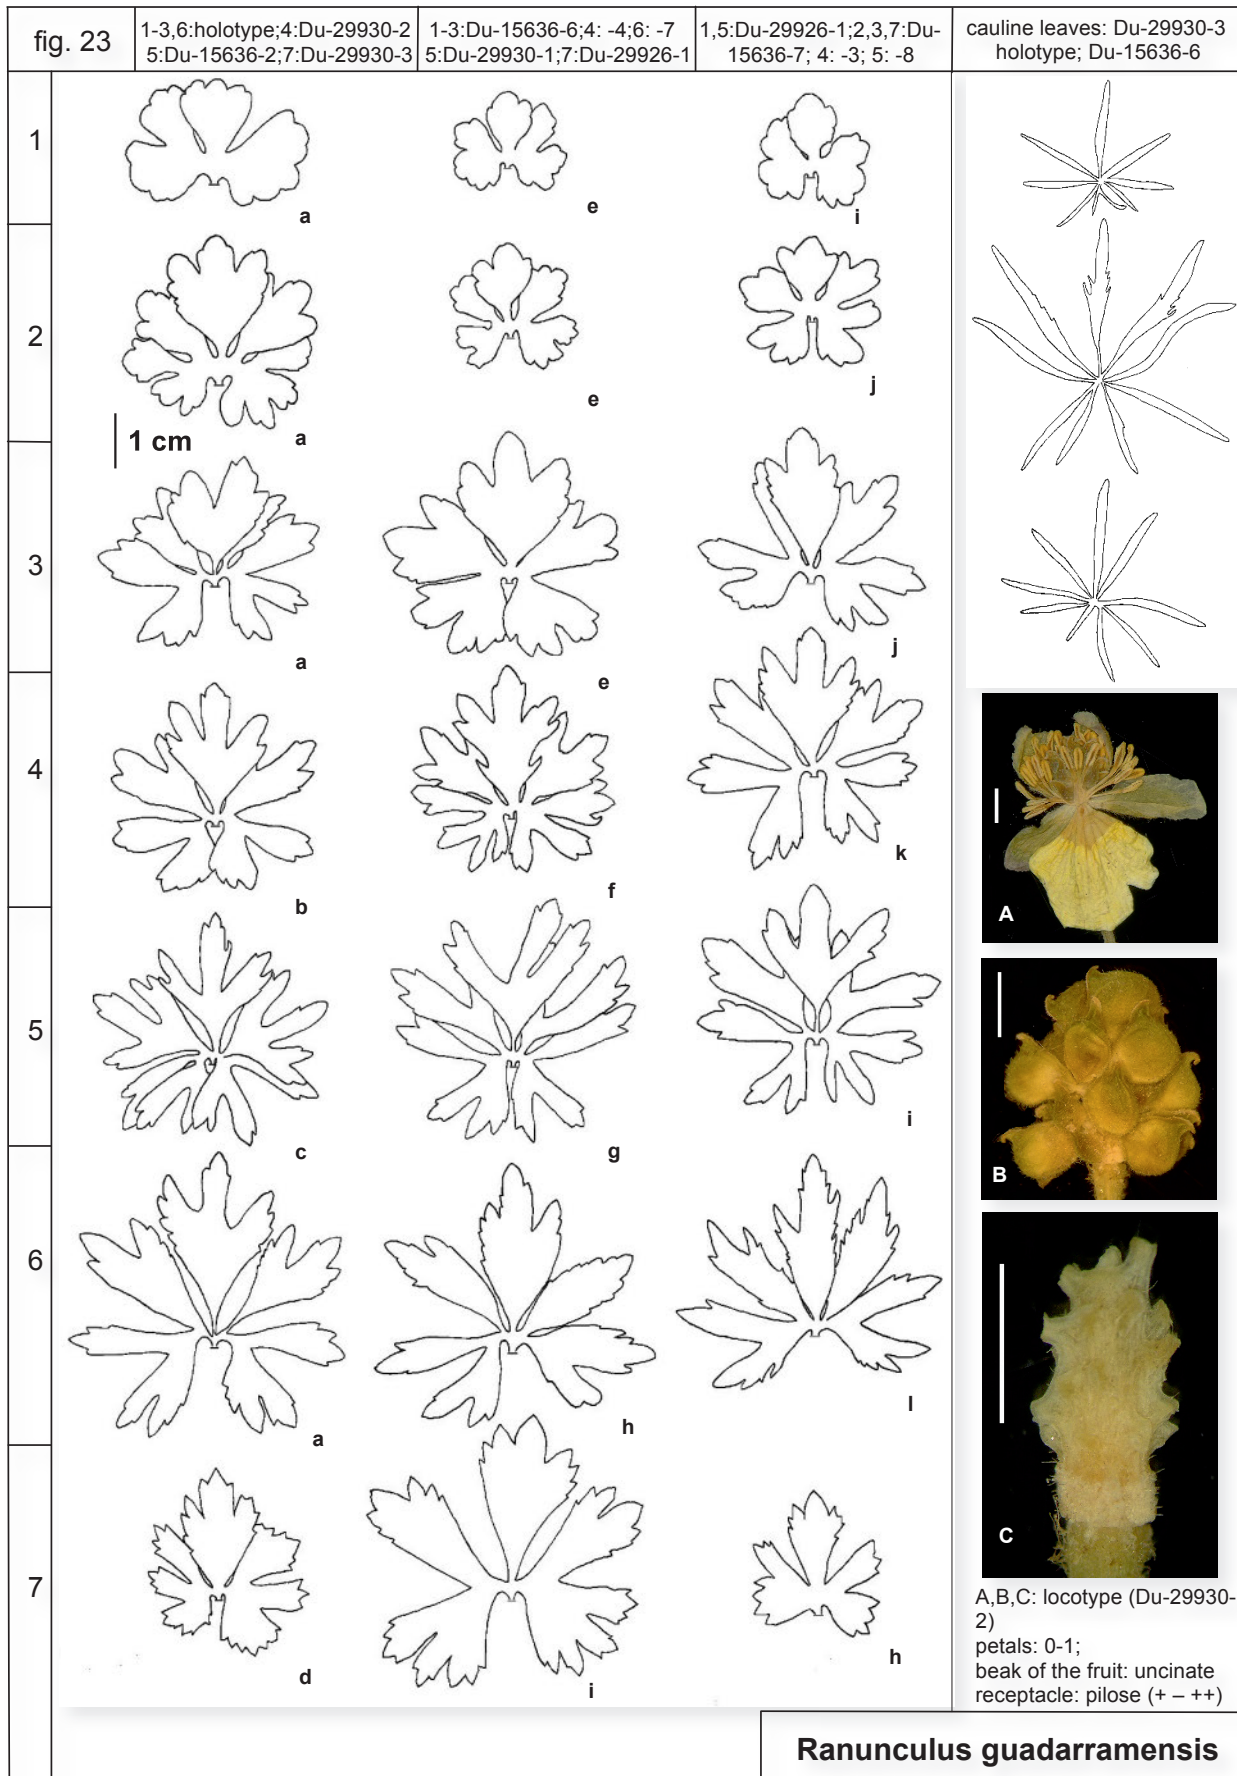 fig. 23
1-3,6:holotype;4:Du-29930-2
5:Du-15636-2;7:Du-29930-3
1-3:Du-15636-6;4: -4;6: -7
5:Du-29930-1;7:Du-29926-1
1,5:Du-29926-1;2,3,7:Du-
15636-7; 4: -3; 5: -8
cauline leaves: Du-29930-3
holotype; Du-15636-6
1
a
e
i
2
a
e
j
1 cm
3
a
e
j
4
b
f
k
5
c
g
i
6
a
h
l
7
d
i
h
A
B
C
A,B,C: locotype (Du-29930-
2)
petals: 0-1;
beak of the fruit: uncinate
receptacle: pilose (+ – ++)
Ranunculus guadarramensis